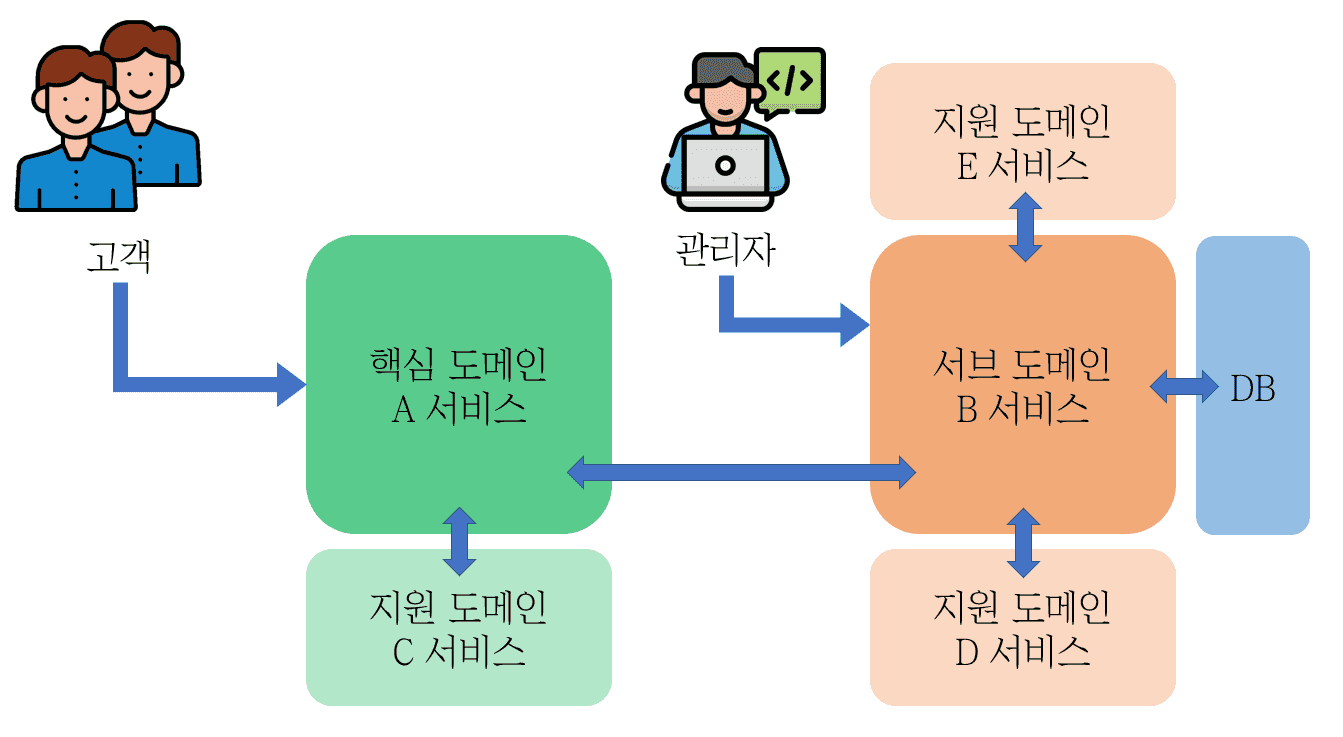 고객
관리자
</>
지원 도메인
E 서비스
핵심 도메인
A 서비스
서브 도메인
B 서비스
DB
지원 도메인
C 서비스
지원 도메인
D 서비스